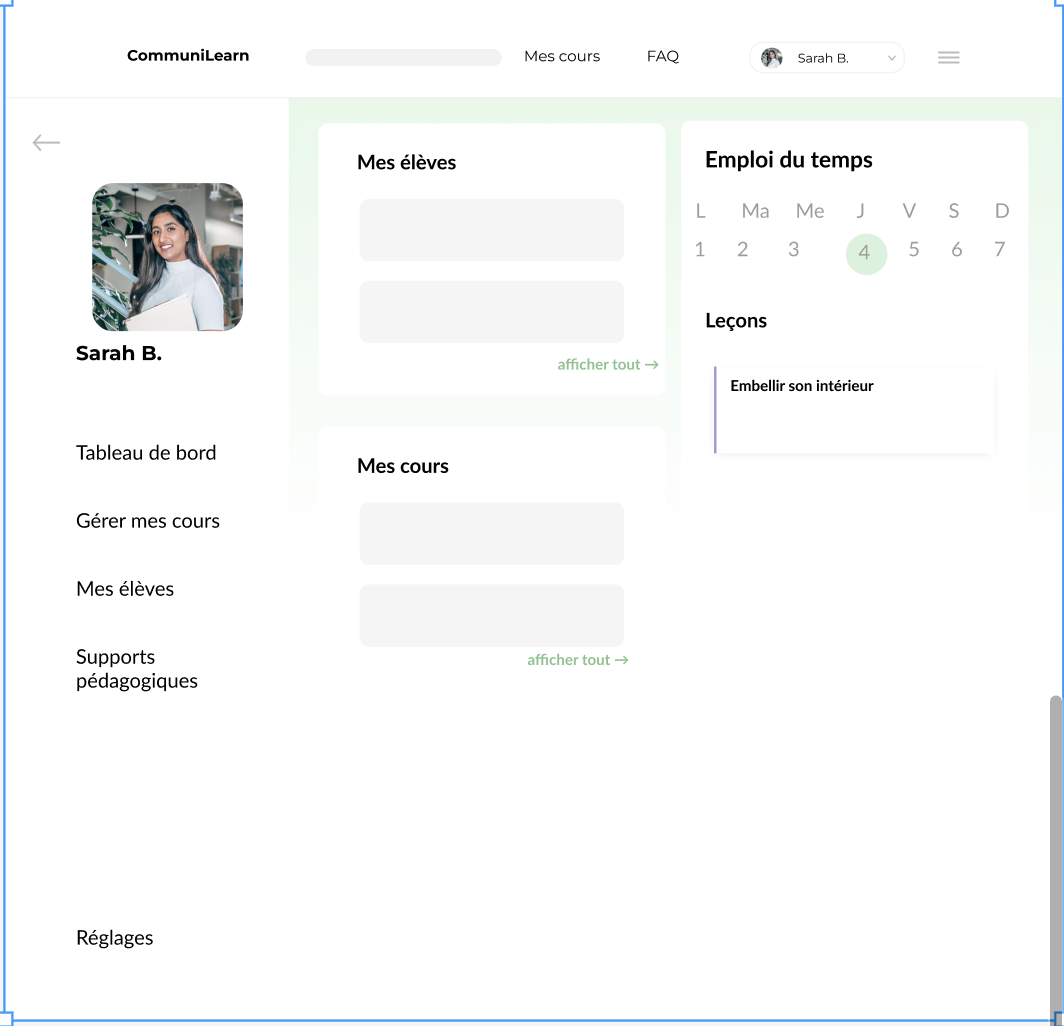 CommuniLearn
Mes cours
FAQ
Sarah B.
Sarah B.
Tableau de bord
Gérer mes cours
Mes élèves
Supports
pédagogiques
Réglages
Mes élèves
afficher tout →
Mes cours
afficher tout →
Emploi du temps
L Ma Me J V S D
1 2 3 4 5 6 7
Leçons
Embellir son intérieur